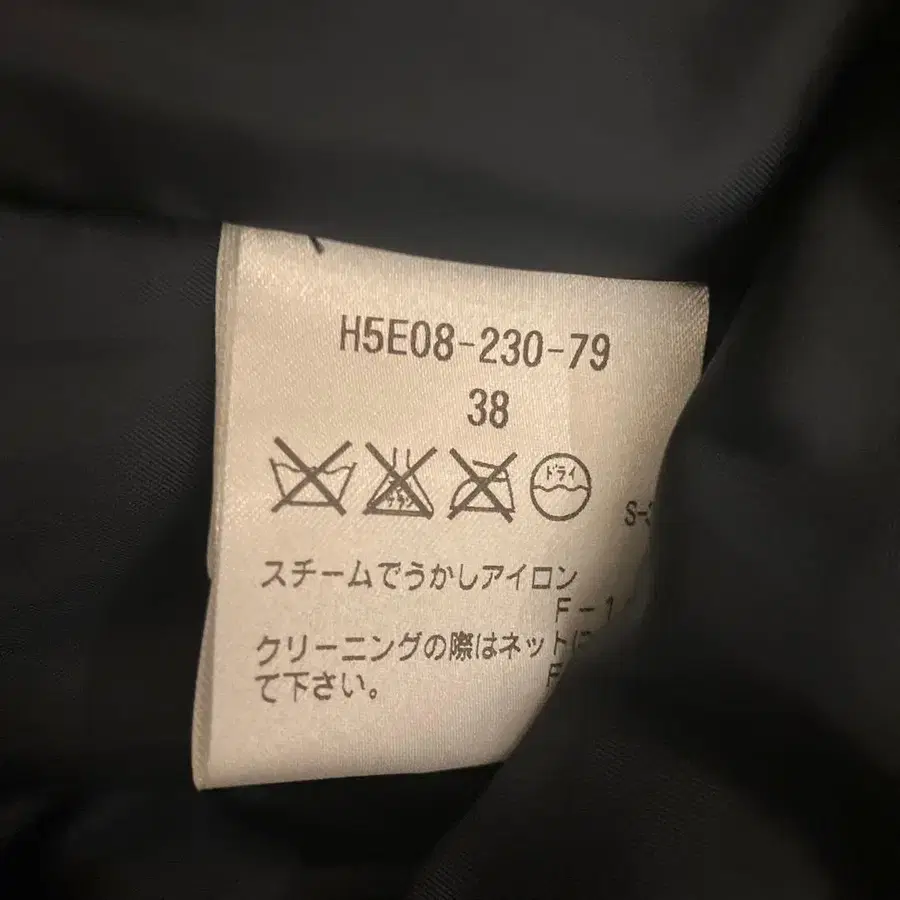 H5E08-230-79
38
ドライ
S-
スチームでうかしアイロン
F-1
クリーニングの際はネットに
F
て下さい。